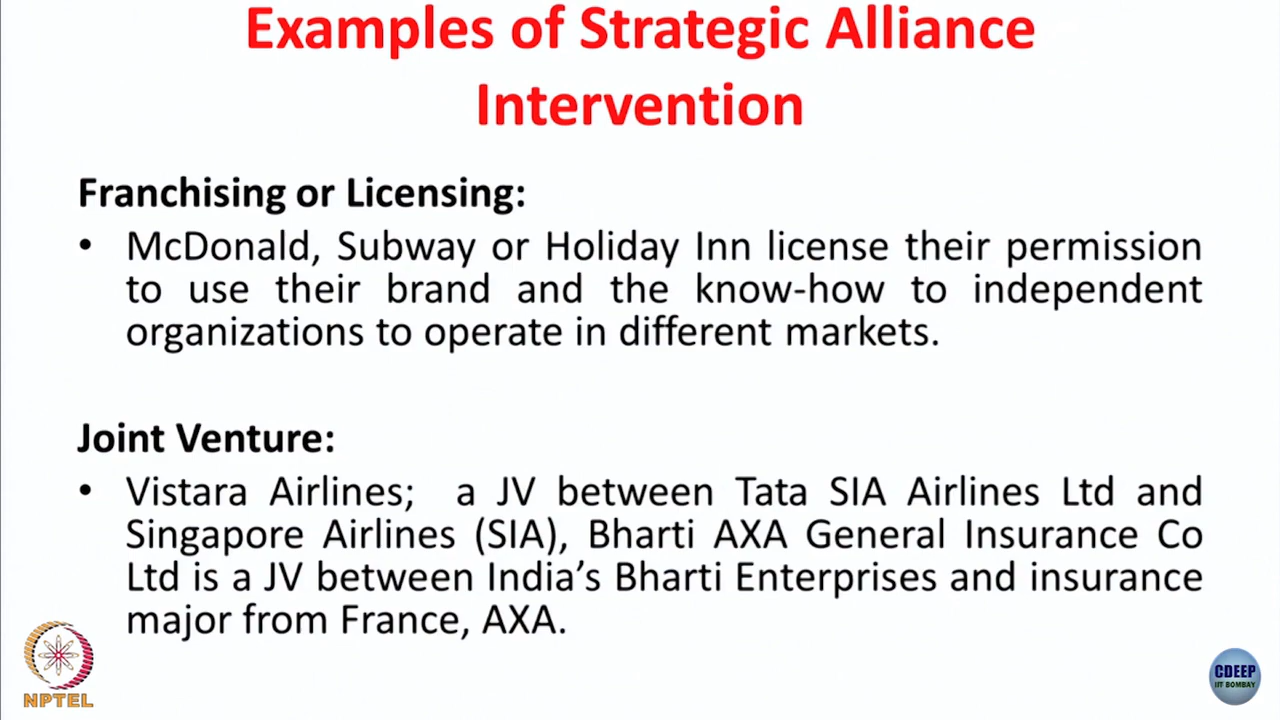 Examples of Strategic Alliance
Intervention
Franchising or Licensing:
• McDonald, Subway or Holiday Inn license their permission
to use their brand and the know-how to independent
organizations to operate in different markets.
Joint Venture:
• Vistara Airlines; a JV between Tata SIA Airlines Ltd and
Singapore Airlines (SIA), Bharti AXA General Insurance Co
Ltd is a JV between India’s Bharti Enterprises and insurance
major from France, AXA.
NPTEL
CDEEP
IIT BOMBAY